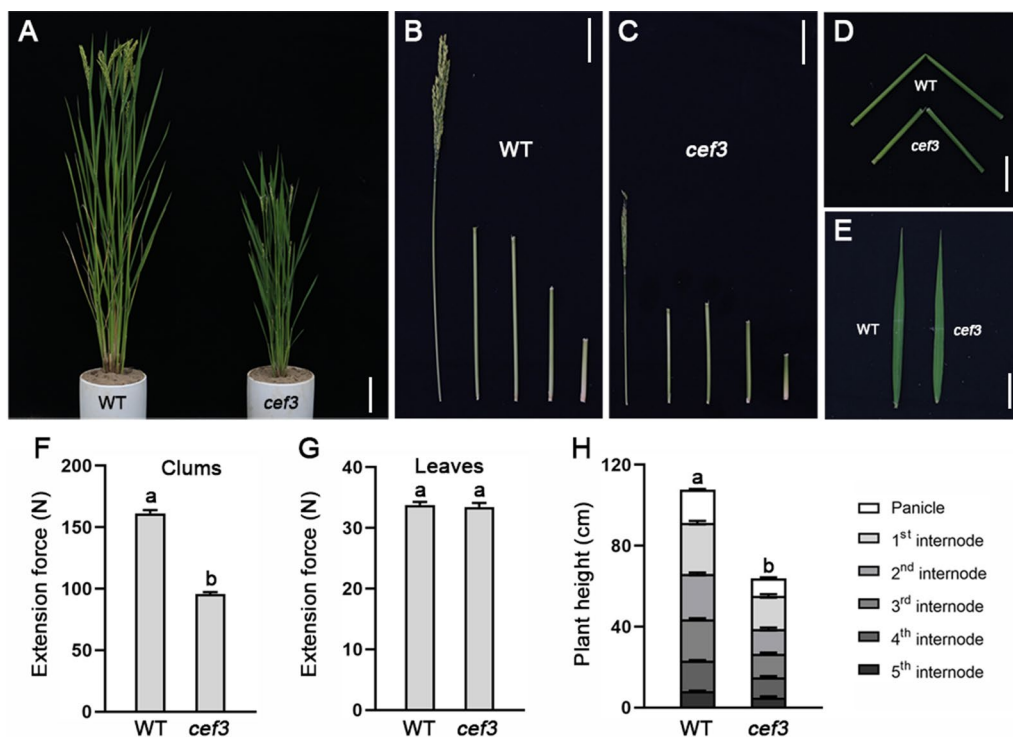 A
WT
cef3
B
WT
C
cef3
D
WT
cef3
E
WT
cef3
F
Clums
Extension force (N)
200
150
100
50
0
a
b
WT
cef3
G
Leaves
Extension force (N)
40
30
20
10
0
a
a
WT
cef3
H
Plant height (cm)
120
80
40
0
a
b
WT
cef3
Panicle
1st internode
2nd internode
3rd internode
4th internode
5th internode